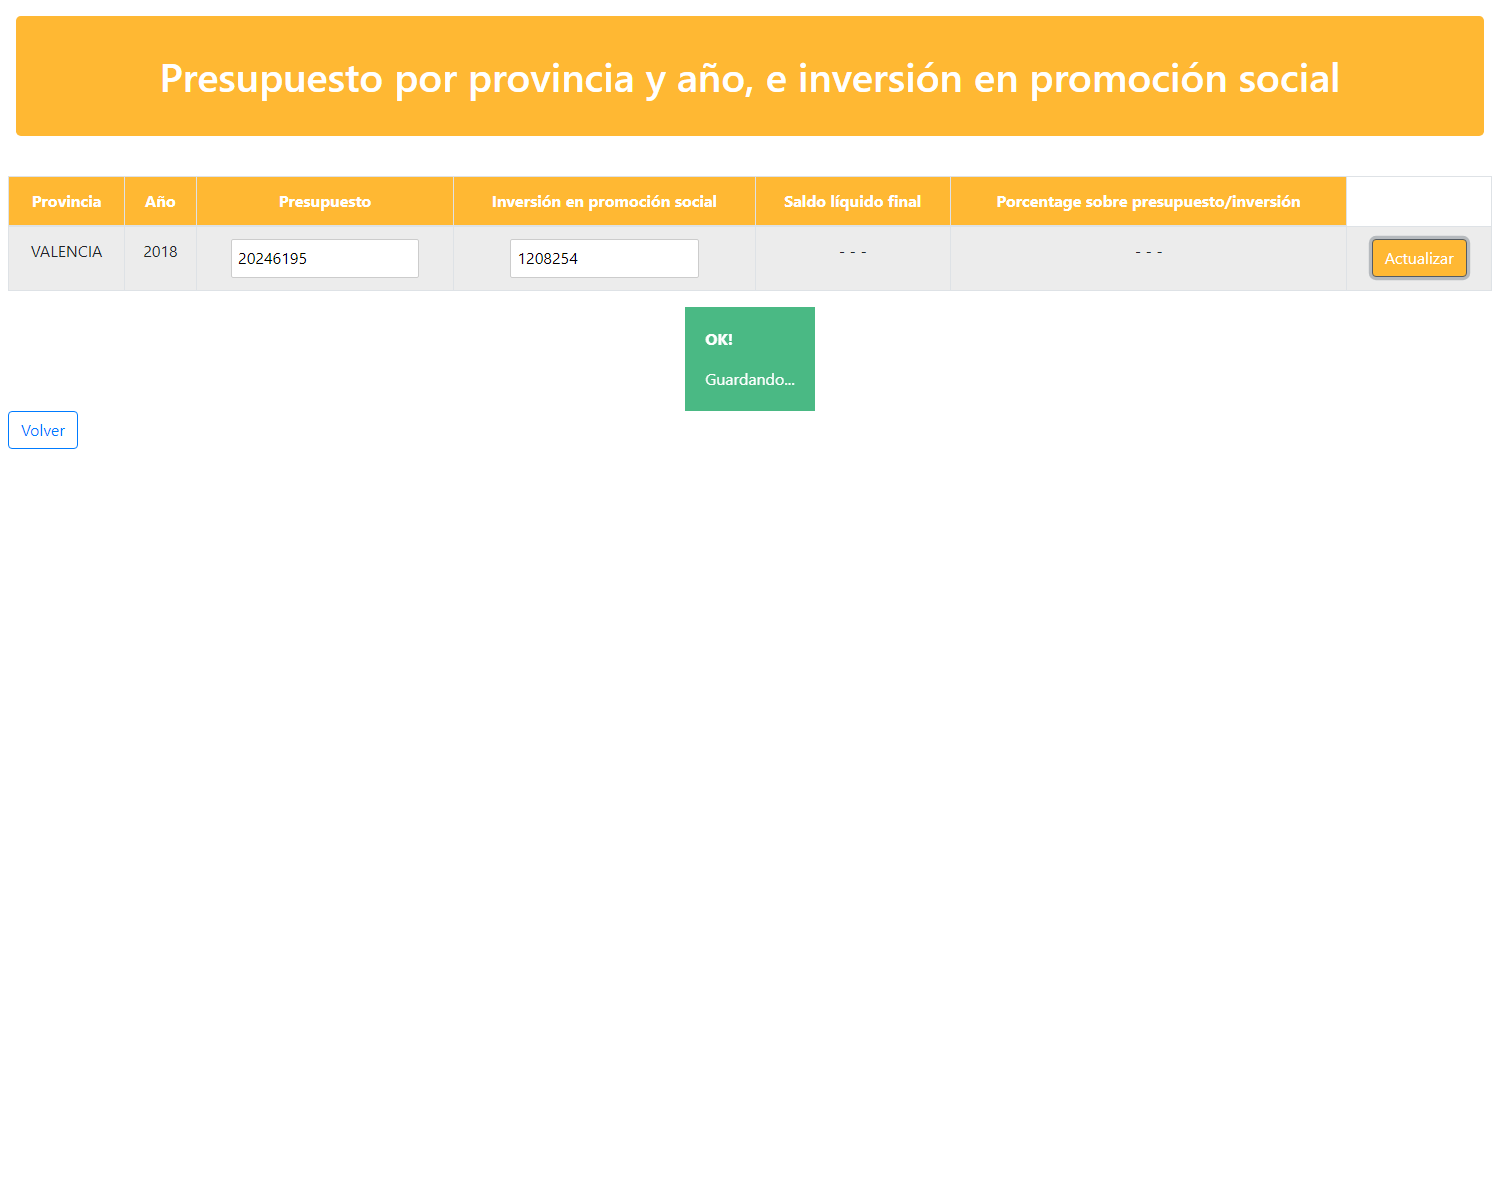 Presupuesto por provincia y año, e inversión en promoción social
Provincia Año Presupuesto Inversión en promoción social Saldo líquido final Porcentage sobre presupuesto/inversión
VALENCIA 2018 20246195 1208254 - - - - - - Actualizar
OK!
Guardando...
Volver